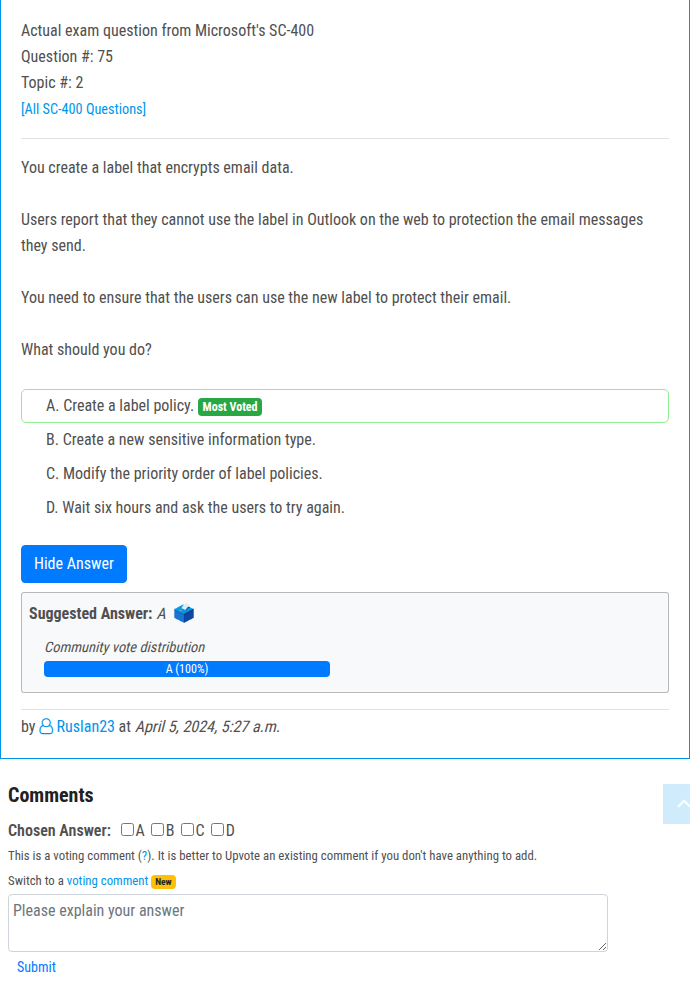 Actual exam question from Microsoft's SC-400
Question #: 75
Topic #: 2
[All SC-400 Questions]
You create a label that encrypts email data.
Users report that they cannot use the label in Outlook on the web to protection the email messages
they send.
You need to ensure that the users can use the new label to protect their email.
What should you do?
A. Create a label policy. Most Voted
B. Create a new sensitive information type.
C. Modify the priority order of label policies.
D. Wait six hours and ask the users to try again.
Hide Answer
Suggested Answer: A
Community vote distribution
A (100%)
by Ruslan23 at April 5, 2024, 5:27 a.m.
Comments
Chosen Answer: A B C D
This is a voting comment (?). It is better to Upvote an existing comment if you don't have anything to add.
Switch to a voting comment New
Please explain your answer
Submit